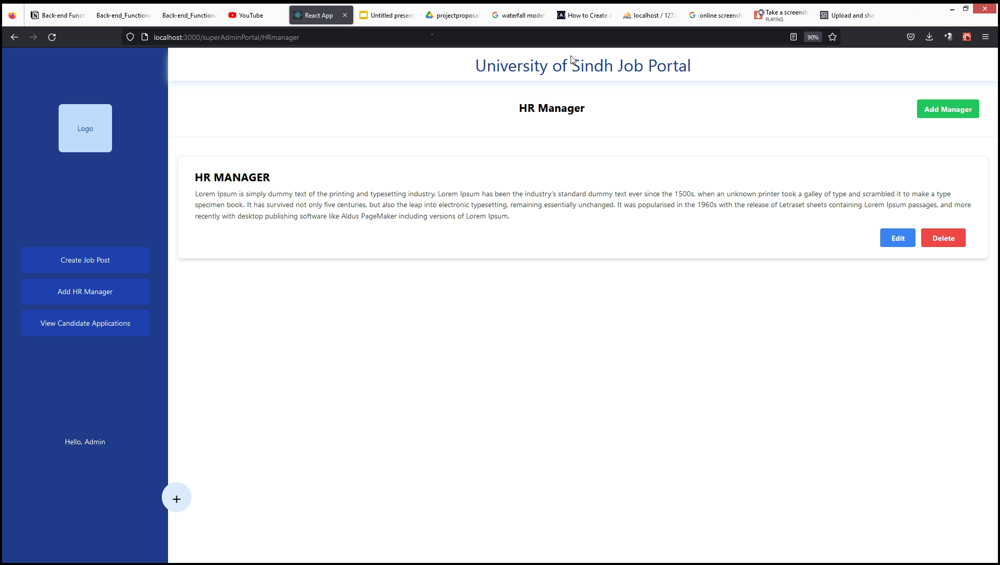 Back-end Funct
Back-end_Functiona
Back-end_Functiona
YouTube
React App
Untitled present
projectproposal
waterfall model
How to Create a
localhost / 127.0
online screensh
Take a screensh
PLAYING
SB
Upload and sha
localhost:3000/superAdminPortal/HRmanager
90%
University of Sindh Job Portal
Logo
HR Manager
Add Manager
HR MANAGER
Lorem Ipsum is simply dummy text of the printing and typesetting industry. Lorem Ipsum has been the industry's standard dummy text ever since the 1500s, when an unknown printer took a galley of type and scrambled it to make a type
specimen book. It has survived not only five centuries, but also the leap into electronic typesetting, remaining essentially unchanged. It was popularised in the 1960s with the release of Letraset sheets containing Lorem Ipsum passages, and more
recently with desktop publishing software like Aldus PageMaker including versions of Lorem Ipsum.
Edit
Delete
Create Job Post
Add HR Manager
View Candidate Applications
Hello, Admin
+